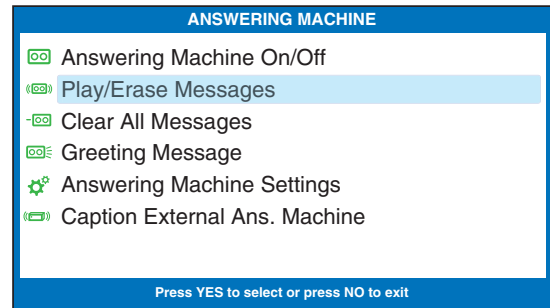 ANSWERING MACHINE
Answering Machine On/Off
Play/Erase Messages
Clear All Messages
Greeting Message
Answering Machine Settings
Caption External Ans. Machine
Press YES to select or press NO to exit